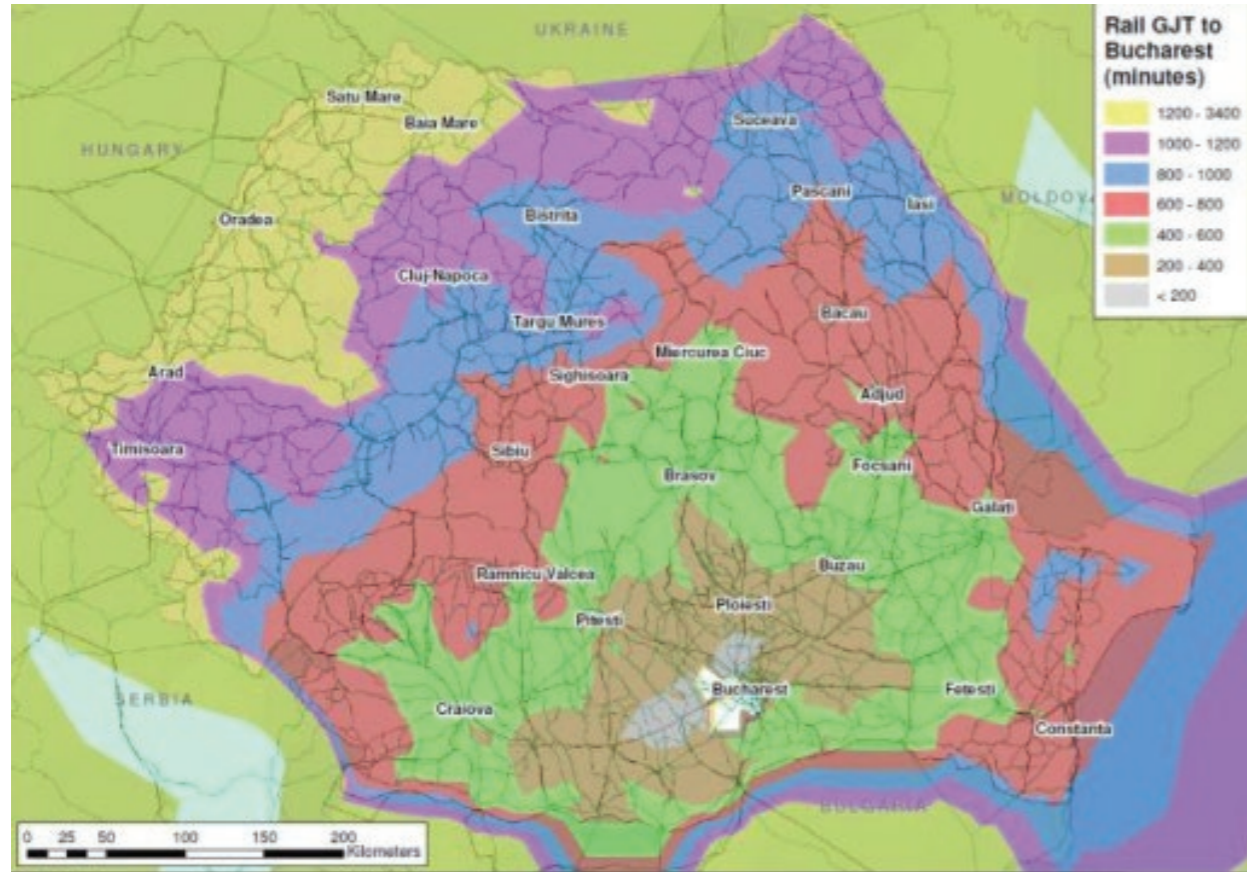 UKRAINE
Rail GJT to
Bucharest
(minutes)
1200 - 3400
1000 - 1200
800 - 1000
600 - 800
400 - 600
200 - 400
< 200
Satu Mare
Baia Mare
Suceava
HUNGARY
Pascani
MOLDOV
Iasi
Oradea
Bistrita
Cluj-Napoca
Targu Mures
Bacau
Miercurea Ciuc
Arad
Sighisoara
Adjud
Timisoara
Sibiu
Focsani
Brasov
Galati
Ramnicu Valcea
Buzau
Ploiesti
Pitesti
Bucharest
Fetesti
SERBIA
Craiova
Constanta
BULGARIA
0 25 50 100 150 200
Kilometers